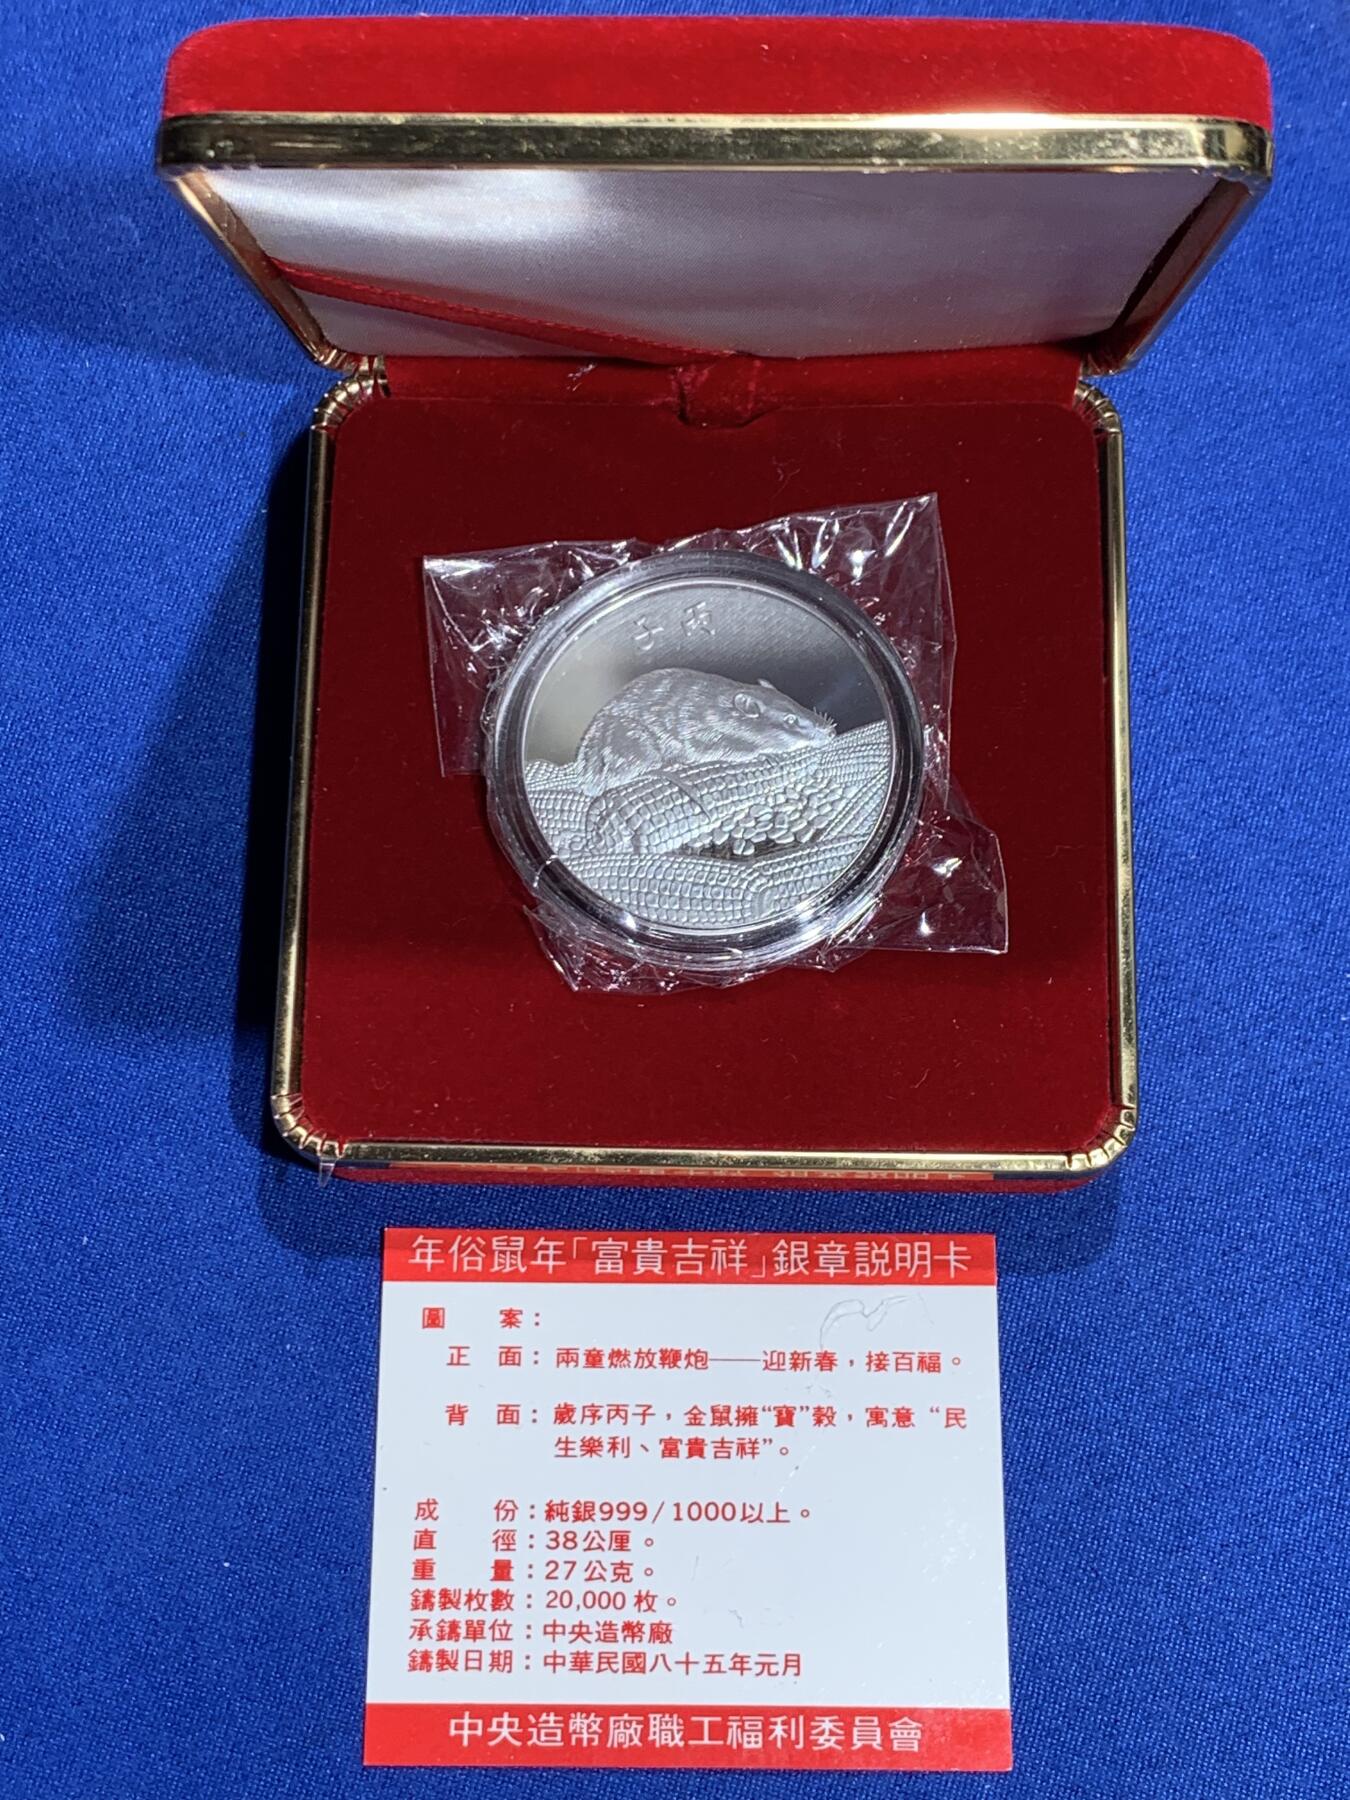 子丙
年俗鼠年「富貴吉祥」銀章説明卡
圖案：
正面：兩童燃放鞭炮──迎新春，接百福。
背面：歲序丙子，金鼠擁“寶”穀，寓意“民
生樂利、富貴吉祥”。
成份：純銀999/1000以上。
直徑：38公厘。
重量：27公克。
鑄製枚數：20,000枚。
承鑄單位：中央造幣廠
鑄製日期：中華民國八十五年元月
中央造幣廠職工福利委員會